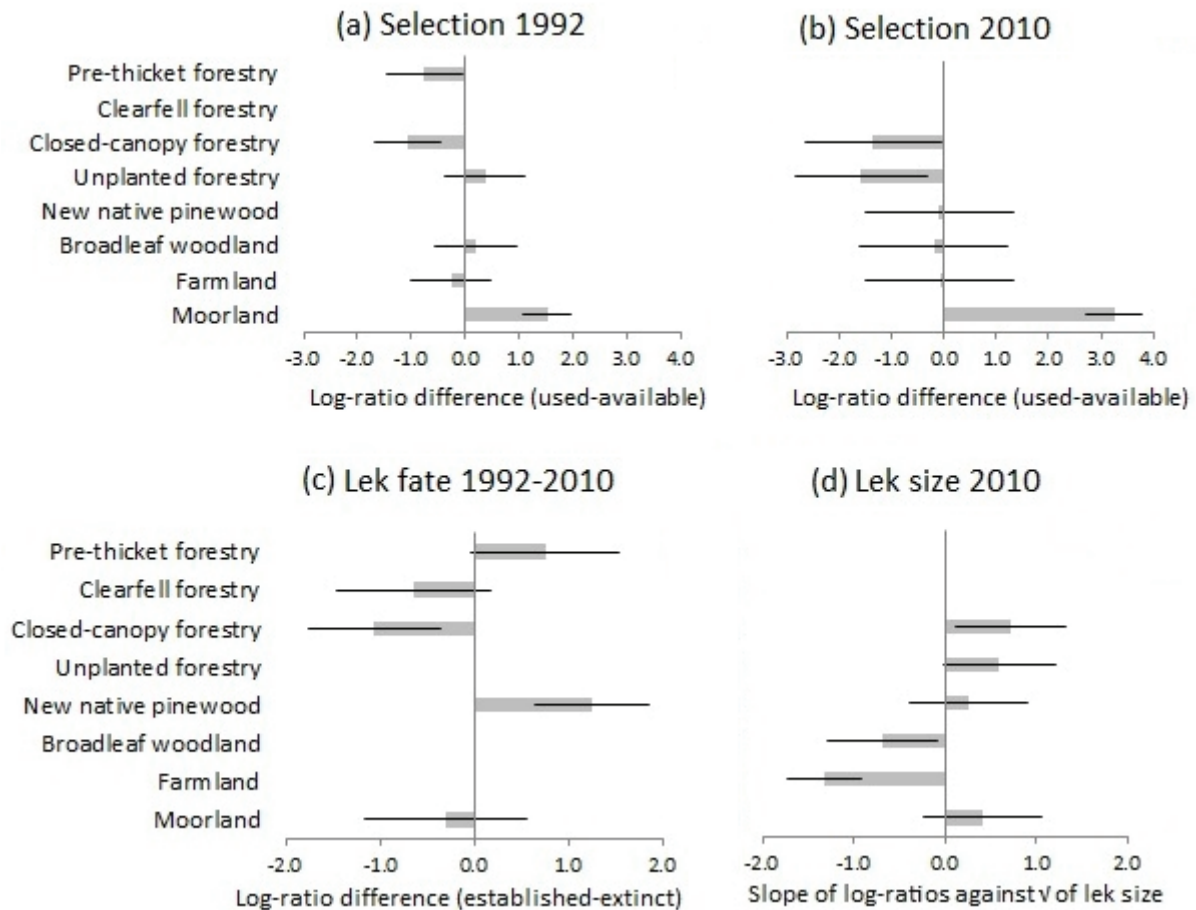 (a) Selection 1992
(b) Selection 2010
Pre-thicket forestry
Clearfell forestry
Closed-canopy forestry
Unplanted forestry
New native pinewood
Broadleaf woodland
Farmland
Moorland
-3.0 -2.0 -1.0 0.0 1.0 2.0 3.0 4.0
-3.0 -2.0 -1.0 0.0 1.0 2.0 3.0 4.0
Log-ratio difference (used-available)
Log-ratio difference (used-available)
(c) Lek fate 1992-2010
(d) Lek size 2010
Pre-thicket forestry
Clearfell forestry
Closed-canopy forestry
Unplanted forestry
New native pinewood
Broadleaf woodland
Farmland
Moorland
-2.0 -1.0 0.0 1.0 2.0
-2.0 -1.0 0.0 1.0 2.0
Log-ratio difference (established-extinct)
Slope of log-ratios against √ of lek size